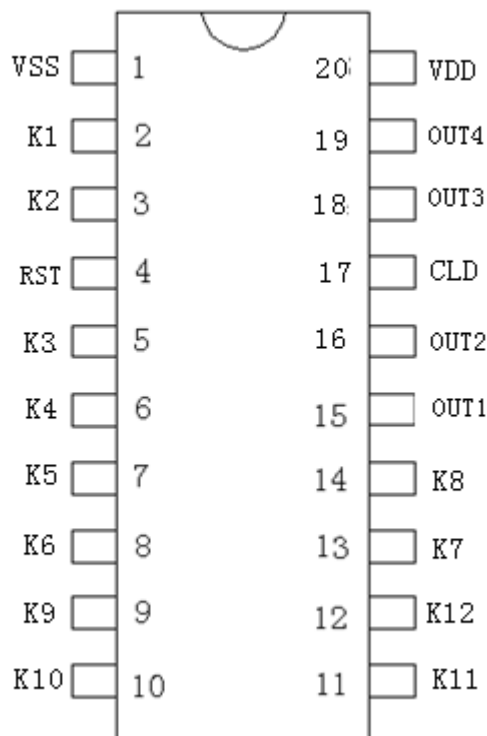 VSS 1 20 VDD
K1 2 19 OUT4
K2 3 18 OUT3
RST 4 17 CLD
K3 5 16 OUT2
K4 6 15 OUT1
K5 7 14 K8
K6 8 13 K7
K9 9 12 K12
K10 10 11 K11